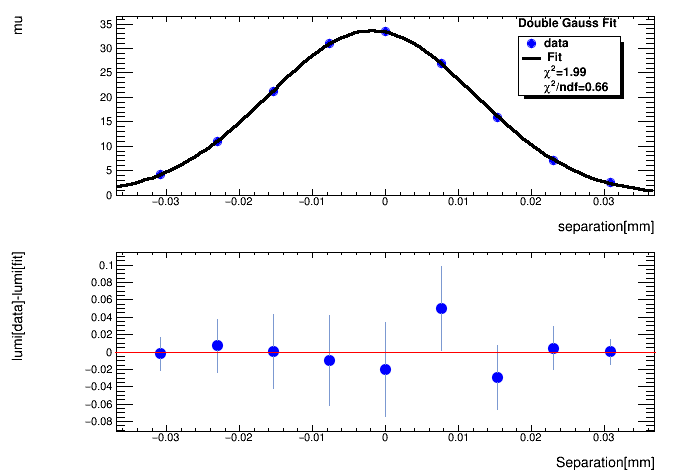 mu
Double Gauss Fit
data
Fit
χ²=1.99
χ²/ndf=0.66
35
30
25
20
15
10
5
0
−0.03 −0.02 −0.01 0 0.01 0.02 0.03
separation[mm]
lumi[data]-lumi[fit]
0.1
0.08
0.06
0.04
0.02
0
−0.02
−0.04
−0.06
−0.08
−0.03 −0.02 −0.01 0 0.01 0.02 0.03
Separation[mm]